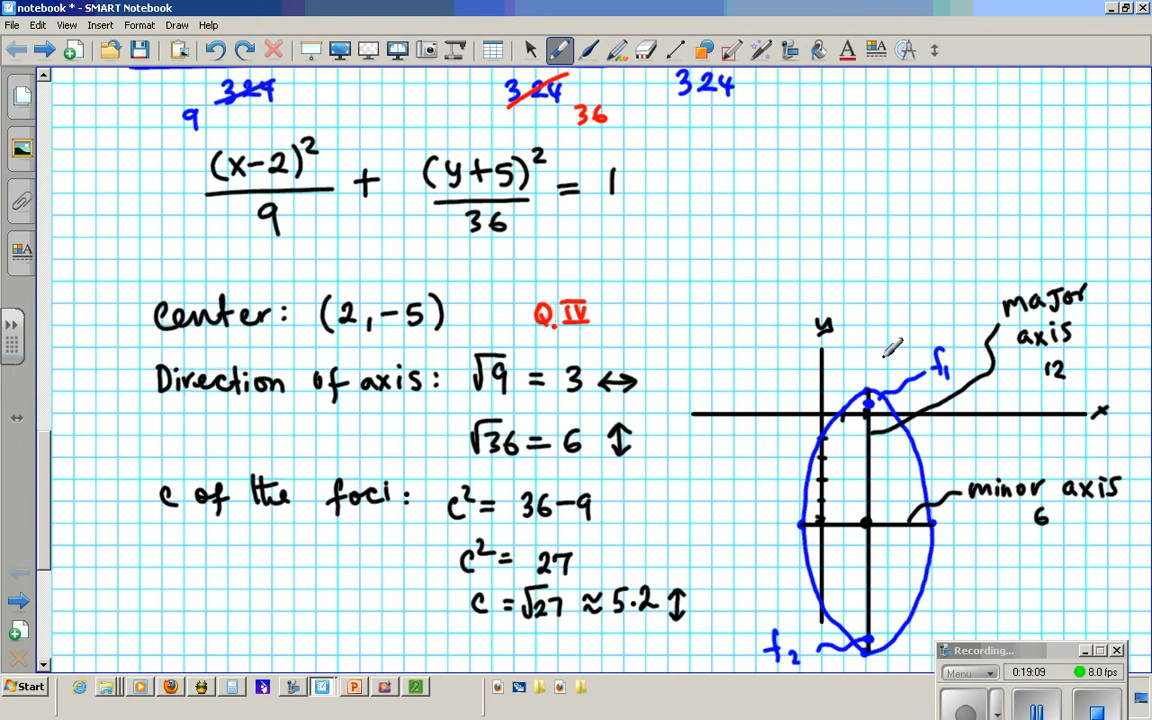 notebook * - SMART Notebook
File Edit View Insert Format Draw Help
324 324 324
9 36
(x-2)² + (y+5)² = 1
9 36
Center: (2,-5) Q.IV
Direction of axis: √9 = 3 ↔
√36 = 6 ↕
c of the foci: c² = 36-9
c² = 27
c = √27 ≈ 5.2 ↕
y
major
axis
12
f₁
x
minor axis
6
f₂
Recording...
Menu 0:19:09 8.0 fps
Start